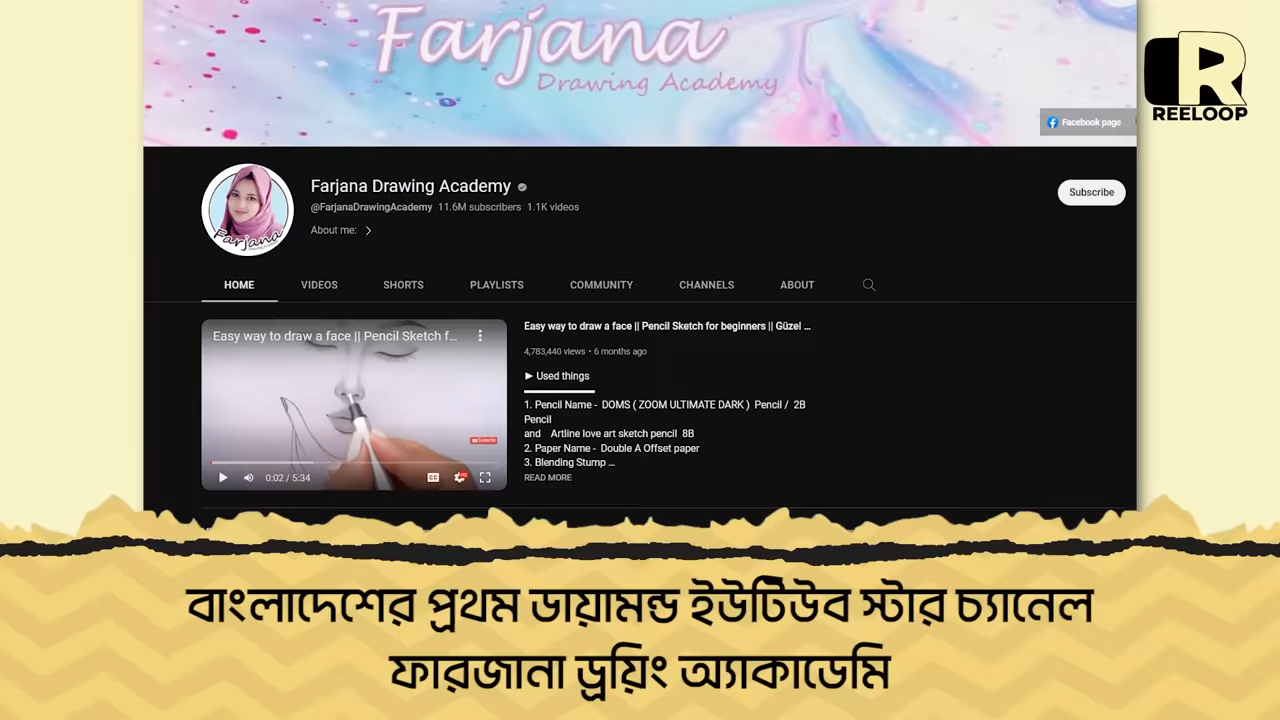 Farjana
Drawing Academy
R
REELOOP
Facebook page
Farjana Drawing Academy
@FarjanaDrawingAcademy 11.6M subscribers 1.1K videos
Subscribe
About me:
Farjana
HOME VIDEOS SHORTS PLAYLISTS COMMUNITY CHANNELS ABOUT
Easy way to draw a face || Pencil Sketch f...
Subscribe
0:02 / 5:34
CC HD
Easy way to draw a face || Pencil Sketch for beginners || Güzel ...
4,783,440 views • 6 months ago
► Used things
1. Pencil Name - DOMS ( ZOOM ULTIMATE DARK ) Pencil / 2B
Pencil
and Artline love art sketch pencil 8B
2. Paper Name - Double A Offset paper
3. Blending Stump ...
READ MORE
বাংলাদেশের প্রথম ডায়ামন্ড ইউটিউব স্টার চ্যানেল
ফারজানা ড্রয়িং অ্যাকাডেমি